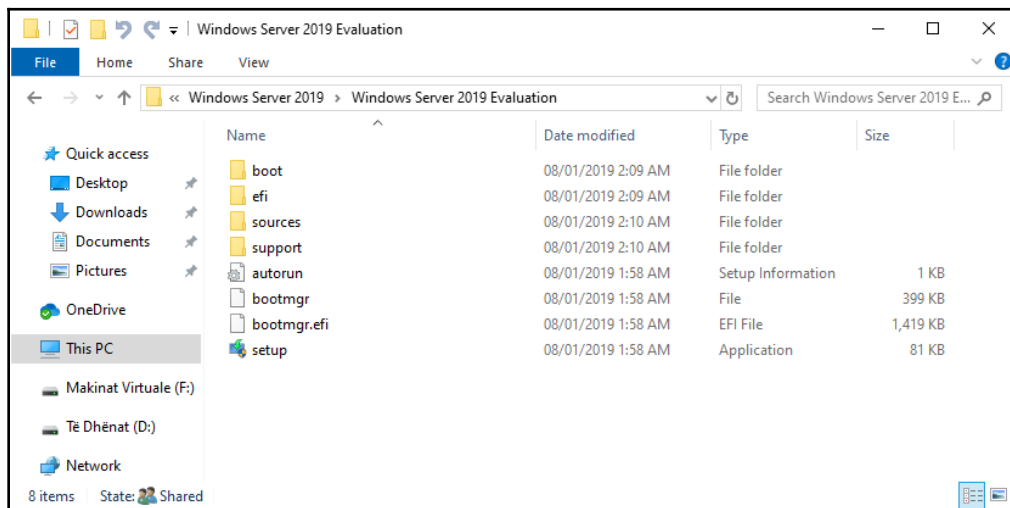 Windows Server 2019 Evaluation
File Home Share View
« Windows Server 2019 > Windows Server 2019 Evaluation
Search Windows Server 2019 E...
Name Date modified Type Size
Quick access
Desktop
Downloads
Documents
Pictures
OneDrive
This PC
Makinat Virtuale (F:)
Të Dhënat (D:)
Network
boot 08/01/2019 2:09 AM File folder
efi 08/01/2019 2:09 AM File folder
sources 08/01/2019 2:10 AM File folder
support 08/01/2019 2:10 AM File folder
autorun 08/01/2019 1:58 AM Setup Information 1 KB
bootmgr 08/01/2019 1:58 AM File 399 KB
bootmgr.efi 08/01/2019 1:58 AM EFI File 1,419 KB
setup 08/01/2019 1:58 AM Application 81 KB
8 items State: Shared